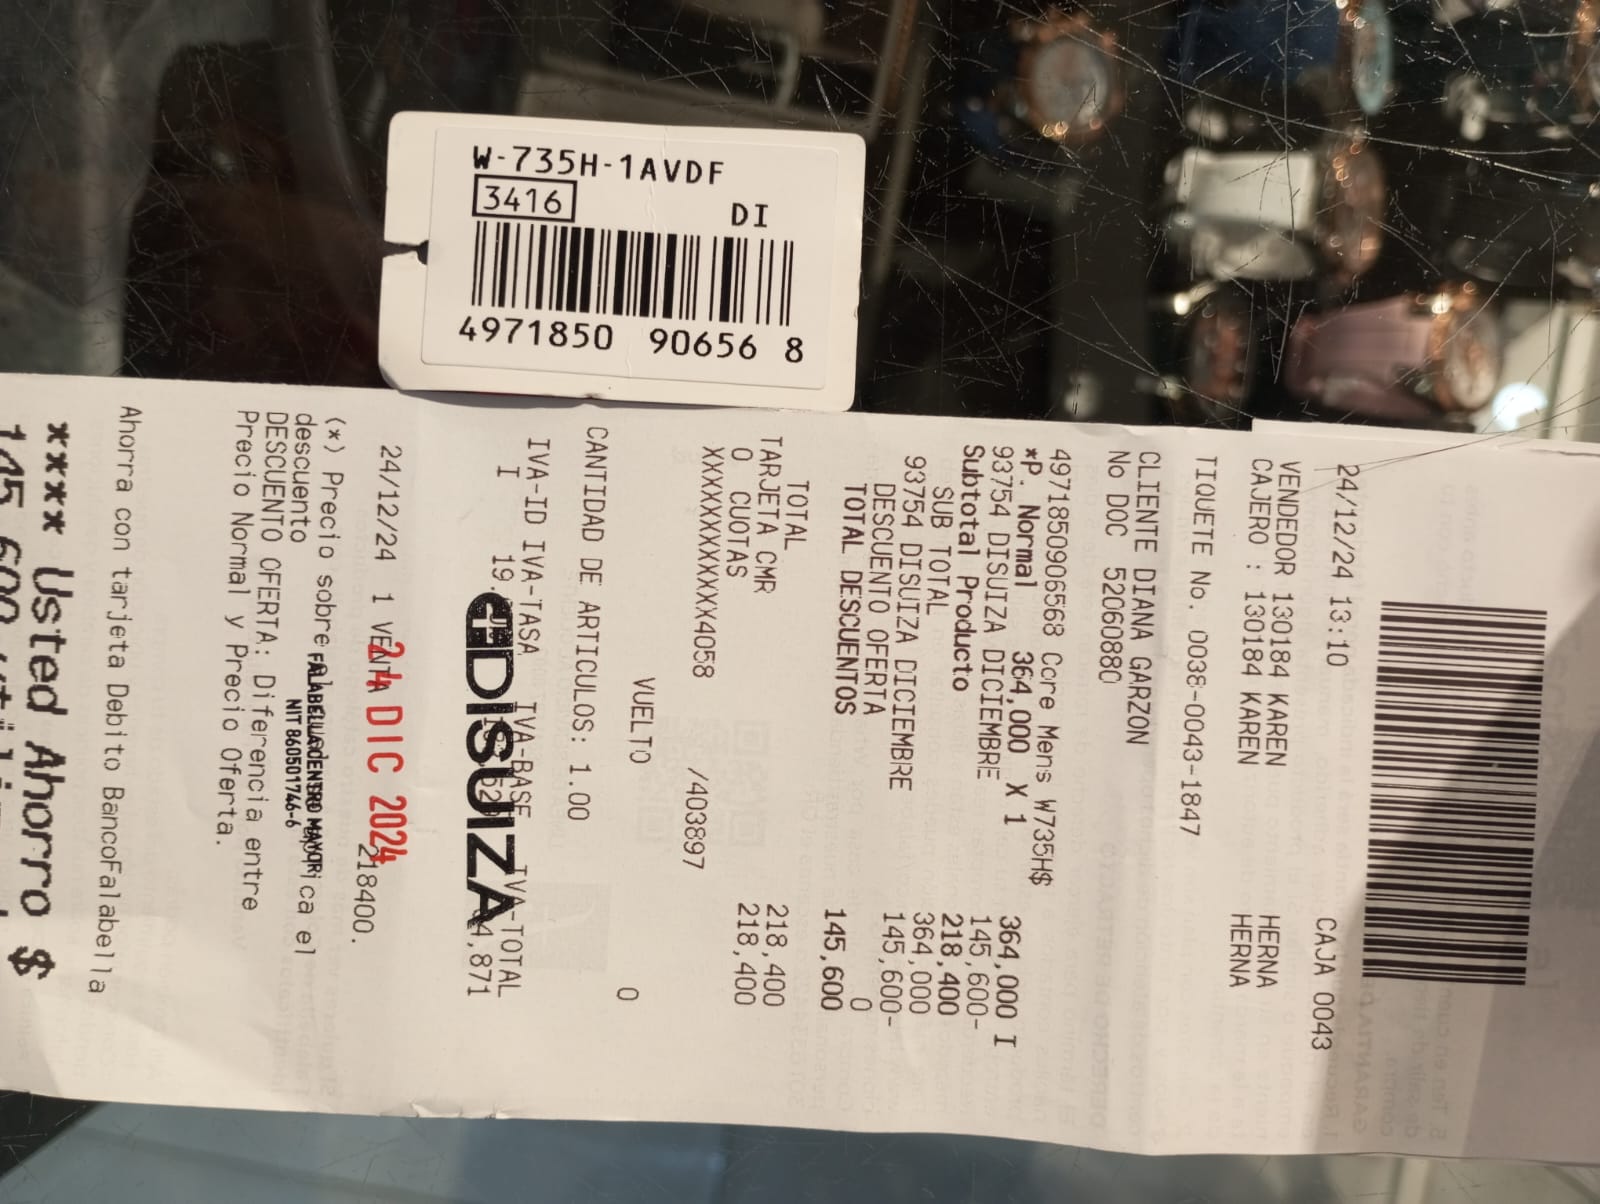 W-735H-1AVDF
3416
DI
4971850 90656 8
24/12/24 13:10 CAJA 0043
VENDEDOR 130184 KAREN HERNA
CAJERO : 130184 KAREN HERNA
TIQUETE No. 0038-0043-1847
CLIENTE DIANA GARZON
No DOC 52060880
4971850906568 Ccre Mens W735H$
*P. Normal 364,000 X 1 364,000 I
93754 DISUIZA DICIEMBRE 145,600-
Subtotal Producto 218,400
SUB TOTAL 364,000
93754 DISUIZA DICIEMBRE 145,600-
DESCUENTO OFERTA 0
TOTAL DESCUENTOS 145,600
TOTAL
TARJETA CMR 218,400
0 CUOTAS 218,400
XXXXXXXXXXXX4058 /403897
VUELTO 0
CANTIDAD DE ARTICULOS: 1.00
IVA-ID IVA-TASA IVA-BASE IVA-TOTAL
I 19. 4,871
DISUIZA
24/12/24 1 VENTA 218400.
24 DIC 2024
FALABELLA CENTRO MAYOR
NIT 860501746-6
(*) Precio sobre el
descuento
DESCUENTO OFERTA: Diferencia entre
Precio Normal y Precio Oferta.
Ahorra con tarjeta Debito BancoFalabella
**** Usted Ahorro $
145,600